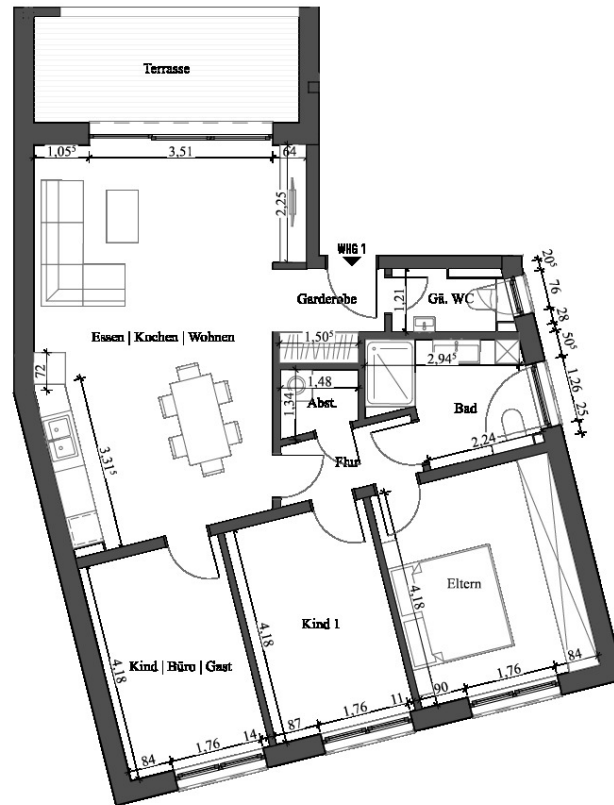 Terrasse
1,05⁵
3,51
64
2,25
WHG 1
Garderobe
1,21
Gä. WC
20⁵
76
28
50⁵
1,26
25
Essen | Kochen | Wohnen
1,50⁵
2,94⁵
72
1,48
1,34
Abst.
Bad
2,24
3,31⁵
Flur
4,18
Eltern
4,18
Kind 1
4,18
Kind | Büro | Gast
84
1,76
14
87
1,76
11
90
1,76
84